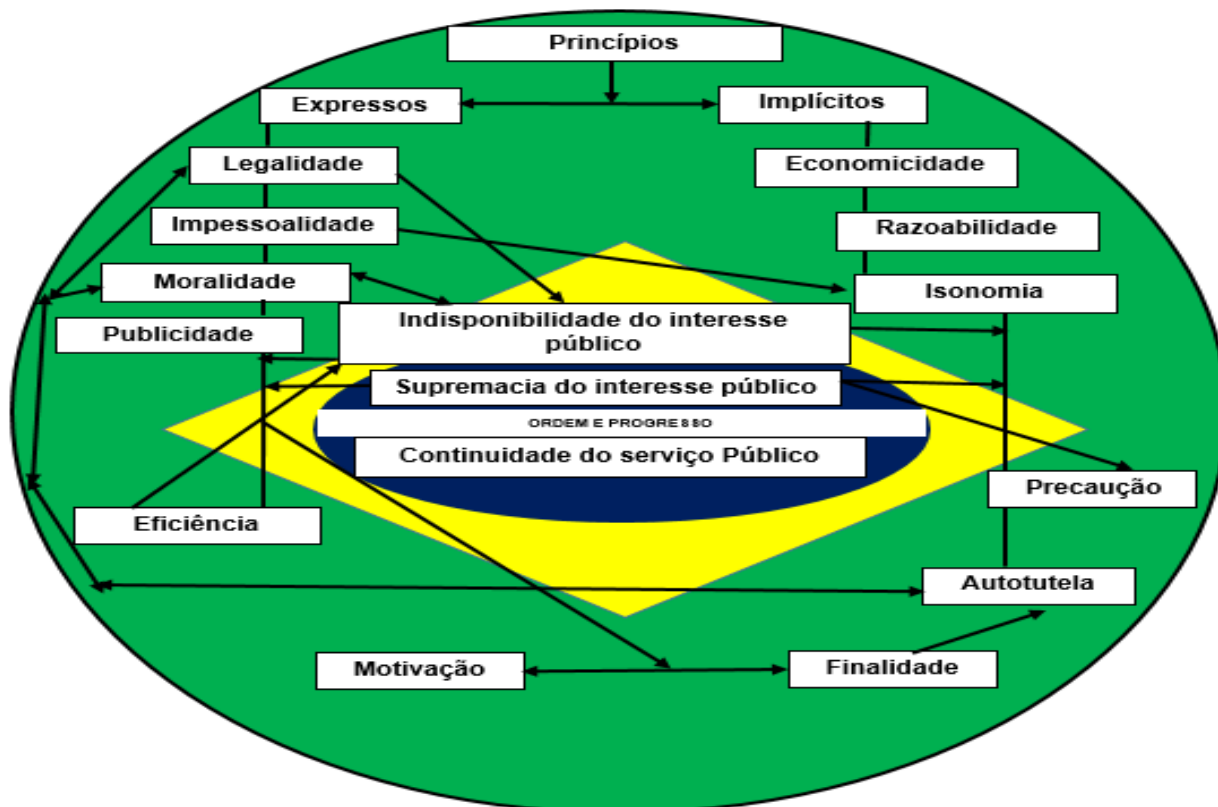 Princípios
Expressos
Implícitos
Legalidade
Economicidade
Impessoalidade
Razoabilidade
Moralidade
Isonomia
Publicidade
Indisponibilidade do interesse
público
Supremacia do interesse público
ORDEM E PROGRESSO
Continuidade do serviço Público
Precaução
Eficiência
Autotutela
Motivação
Finalidade